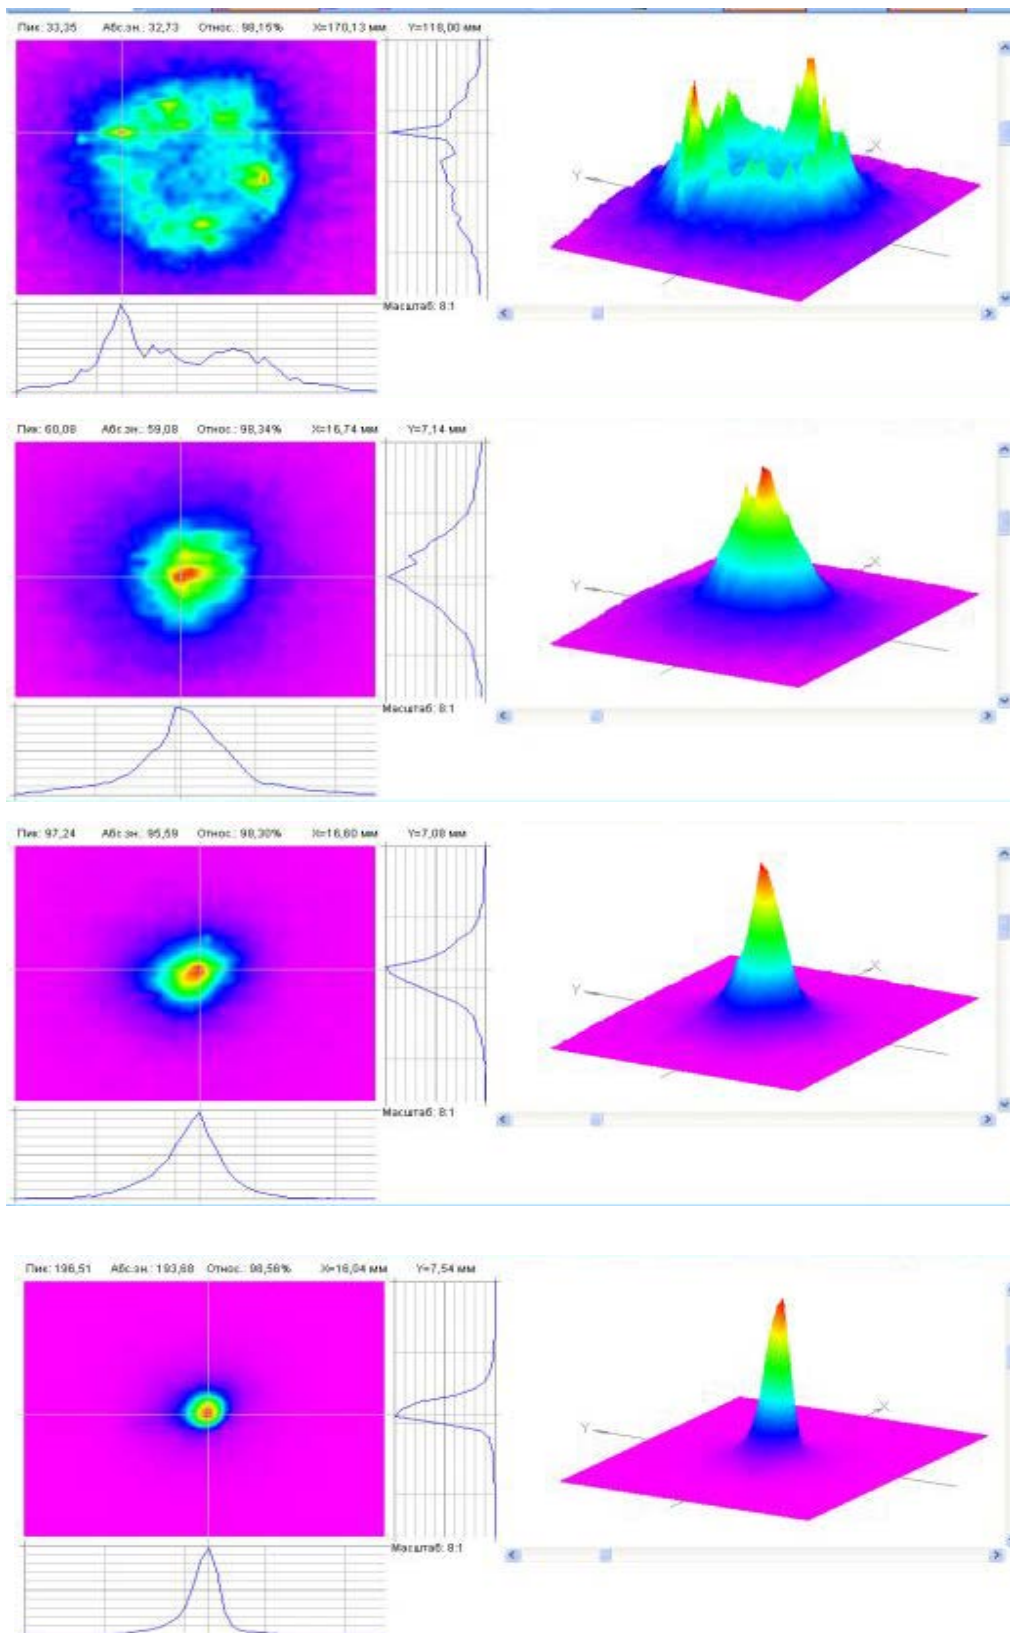 Пик: 33,35 Абс.зн.: 32,73 Относ.: 98,15% X=170,13 мм Y=118,00 мм
Y X
Масштаб: 8:1
Пик: 60,08 Абс.зн.: 59,08 Относ.: 98,34% X=16,74 мм Y=7,14 мм
Y X
Масштаб: 8:1
Пик: 97,24 Абс.зн.: 95,59 Относ.: 98,30% X=16,60 мм Y=7,08 мм
Y X
Масштаб: 8:1
Пик: 196,51 Абс.зн.: 193,68 Относ.: 98,56% X=16,04 мм Y=7,54 мм
Y X
Масштаб: 8:1